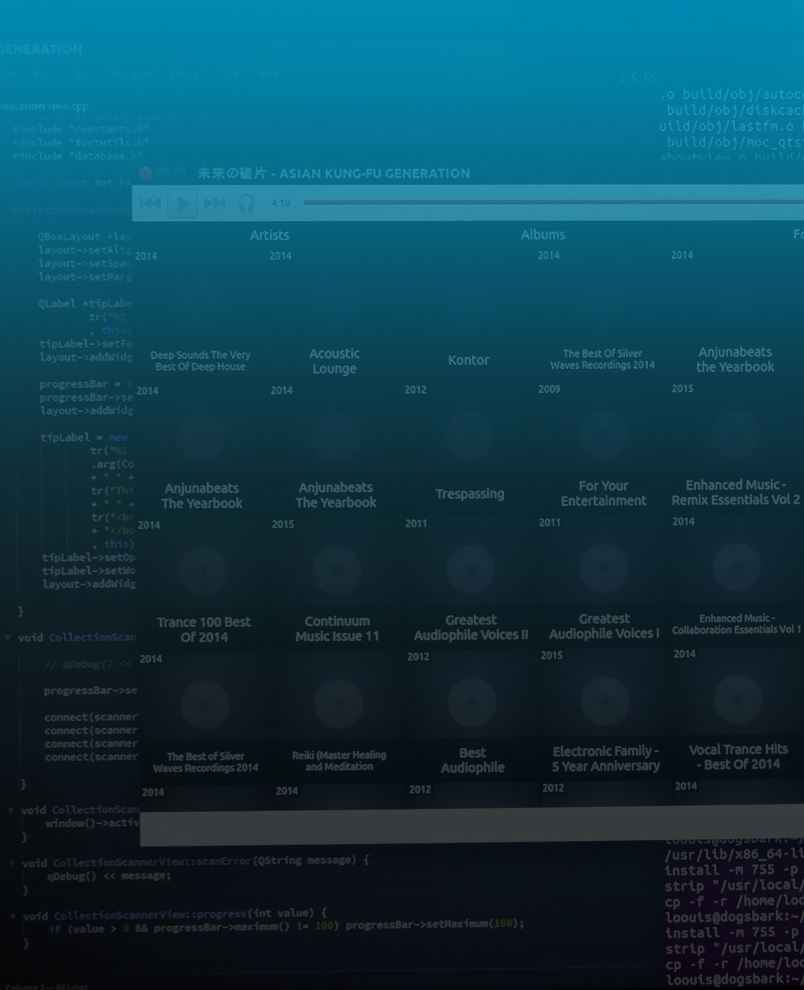 GENERATION
#include "constants.h"
#include "fontutils.h"
#include "database.h"
.o build/obj/autoco
build/obj/diskcach
uild/obj/lastfm.o b
build/obj/moc_qts
未来の破片 - ASIAN KUNG-FU GENERATION
4:10
Artists Albums
2014 2014 2014 2014
Deep Sounds The Very
Best Of Deep House
Acoustic
Lounge
Kontor
The Best Of Silver
Waves Recordings 2014
Anjunabeats
the Yearbook
2014 2014 2012 2009 2015
Anjunabeats
The Yearbook
Anjunabeats
The Yearbook
Trespassing
For Your
Entertainment
Enhanced Music -
Remix Essentials Vol 2
2014 2015 2011 2011 2014
Trance 100 Best
Of 2014
Continuum
Music Issue 11
Greatest
Audiophile Voices II
Greatest
Audiophile Voices I
Enhanced Music -
Collaboration Essentials Vol 1
2014 2012 2015 2014
The Best of Silver
Waves Recordings 2014
Reiki (Master Healing
and Meditation
Best
Audiophile
Electronic Family -
5 Year Anniversary
Vocal Trance Hits
- Best Of 2014
2014 2014 2012 2012 2014
QBoxLayout *lay
layout->setAlig
layout->setSpac
layout->setMarg
QLabel *tipLabe
tr("%1
, this)
tipLabel->setFo
layout->addWidg
progressBar = n
progressBar->se
layout->addWidg
tipLabel = new
tr("%1
.arg(Co
+ " " +
tr("Thi
+ " " +
tr("<br
+ "</bo
, this)
tipLabel->setOp
tipLabel->setWo
layout->addWidg
}
void CollectionScan
// qDebug() <<
progressBar->se
connect(scanner
connect(scanner
connect(scanner
connect(scanner
}
void CollectionScan
window()->activ
}
void CollectionScannerView::scanError(QString message) {
qDebug() << message;
}
void CollectionScannerView::progress(int value) {
if (value > 0 && progressBar->maximum() != 100) progressBar->setMaximum(100);
}
loouis@dogsbark:~/
/usr/lib/x86_64-li
install -m 755 -p
strip "/usr/local/
cp -f -r /home/loo
loouis@dogsbark:~/
install -m 755 -p
strip "/usr/local/
cp -f -r /home/loo
loouis@dogsbark:~/